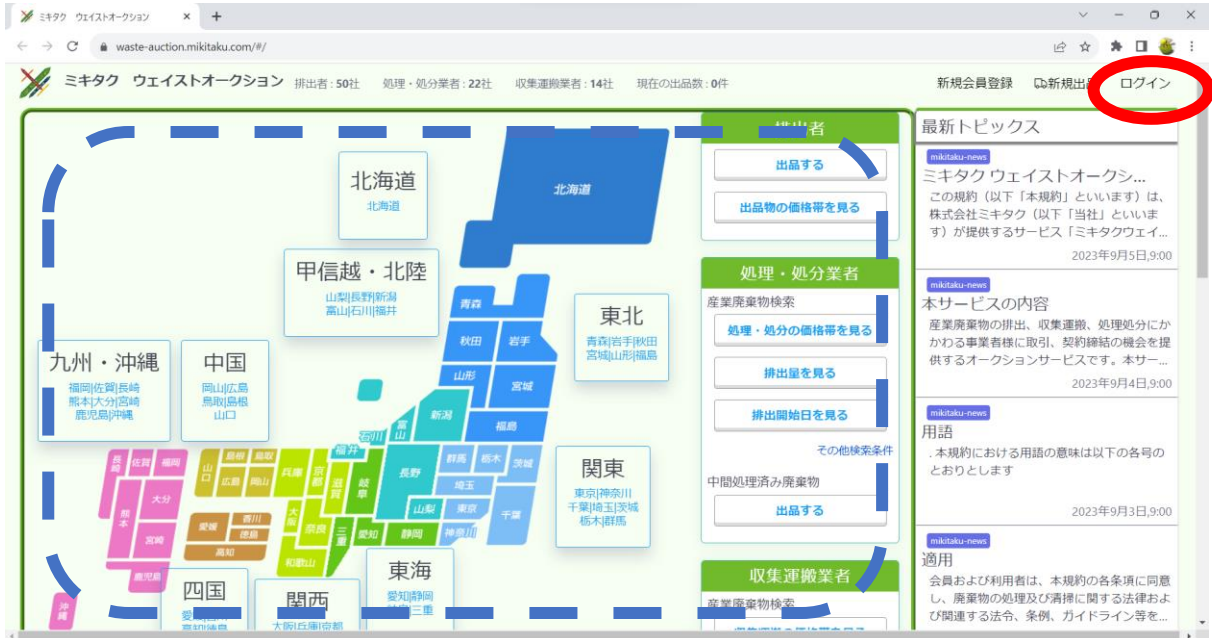 ミキタク ウェイストオークション
waste-auction.mikitaku.com/#/
ミキタク ウェイストオークション 排出者 : 50社 処理・処分業者 : 22社 収集運搬業者 : 14社 現在の出品数 : 0件
新規会員登録 新規出 ログイン
北海道
北海道
甲信越・北陸
山梨|長野|新潟
富山|石川|福井
東北
青森|岩手|秋田
宮城|山形|福島
九州・沖縄
福岡|佐賀|長崎
熊本|大分|宮崎
鹿児島|沖縄
中国
岡山|広島
鳥取|島根
山口
関東
東京|神奈川
千葉|埼玉|茨城
栃木|群馬
四国
東海
愛知|静岡
三重
関西
大阪|兵庫|京都
北海道
青森
秋田
岩手
山形
宮城
新潟
福島
富山
石川
福井
群馬
栃木
茨城
長野
埼玉
山梨
東京
千葉
神奈川
静岡
愛知
岐阜
三重
滋賀
京都
兵庫
大阪
奈良
和歌山
鳥取
島根
岡山
広島
山口
香川
徳島
愛媛
高知
福岡
佐賀
長崎
大分
熊本
宮崎
鹿児島
沖縄
排出者
出品する
出品物の価格帯を見る
処理・処分業者
産業廃棄物検索
処理・処分の価格帯を見る
排出量を見る
排出開始日を見る
その他検索条件
中間処理済み廃棄物
出品する
収集運搬業者
産業廃棄物検索
収集運搬の価格帯を見る
最新トピックス
mikitaku-news
ミキタク ウェイストオークシ...
この規約（以下「本規約」といいます）は、
株式会社ミキタク（以下「当社」といいま
す）が提供するサービス「ミキタクウェイ...
2023年9月5日,9:00
mikitaku-news
本サービスの内容
産業廃棄物の排出、収集運搬、処理処分にか
かわる事業者様に取引、契約締結の機会を提
供するオークションサービスです。本サー...
2023年9月4日,9:00
mikitaku-news
用語
. 本規約における用語の意味は以下の各号の
とおりとします
2023年9月3日,9:00
mikitaku-news
適用
会員および利用者は、本規約の各条項に同意
し、廃棄物の処理及び清掃に関する法律およ
び関連する法令、条例、ガイドライン等を...